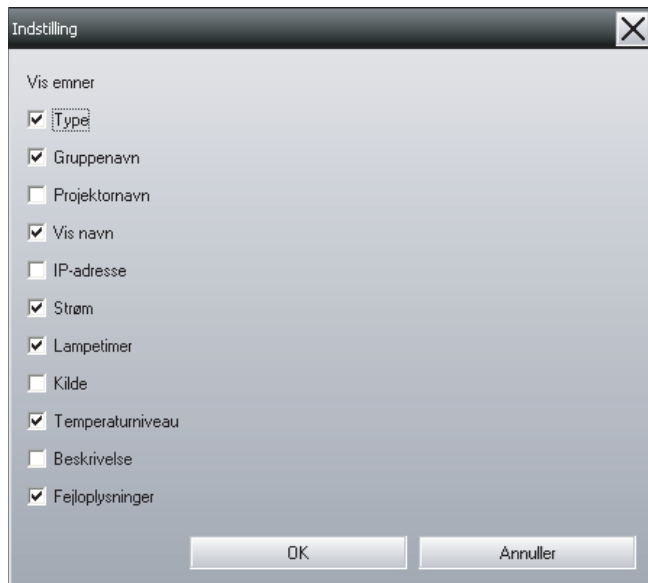 Indstilling
Vis emner
Type
Gruppenavn
Projektornavn
Vis navn
IP-adresse
Strøm
Lampetimer
Kilde
Temperaturniveau
Beskrivelse
Fejloplysninger
OK Annuller